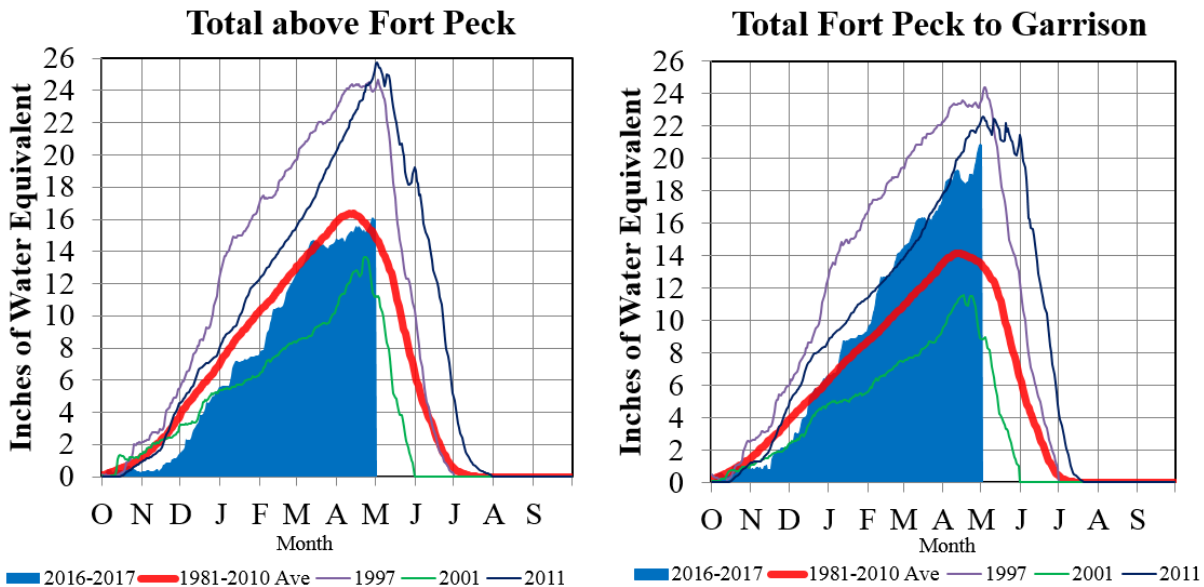 Total above Fort Peck
Inches of Water Equivalent
26
24
22
20
18
16
14
12
10
8
6
4
2
0
O N D J F M A M J J A S
Month
2016-2017 1981-2010 Ave 1997 2001 2011
Total Fort Peck to Garrison
Inches of Water Equivalent
26
24
22
20
18
16
14
12
10
8
6
4
2
0
O N D J F M A M J J A S
Month
2016-2017 1981-2010 Ave 1997 2001 2011